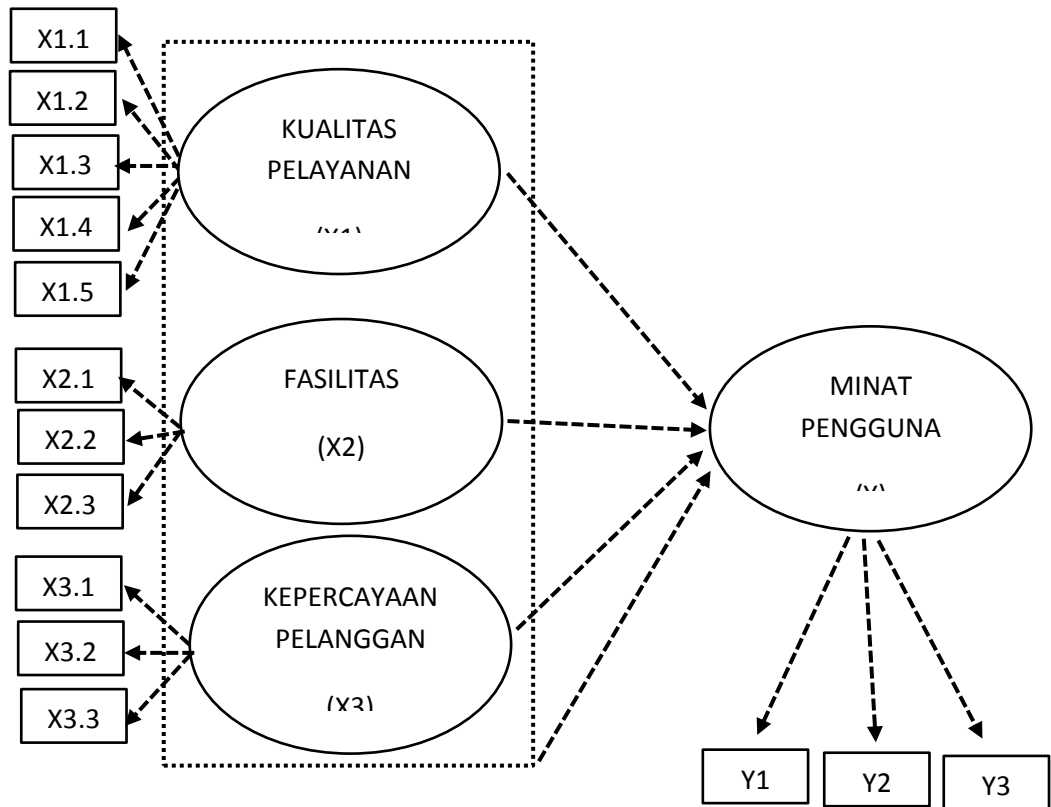 X1.1
X1.2
X1.3
X1.4
X1.5
KUALITAS
PELAYANAN
X2.1
X2.2
X2.3
FASILITAS
(X2)
X3.1
X3.2
X3.3
KEPERCAYAAN
PELANGGAN
(X3)
MINAT
PENGGUNA
Y1
Y2
Y3